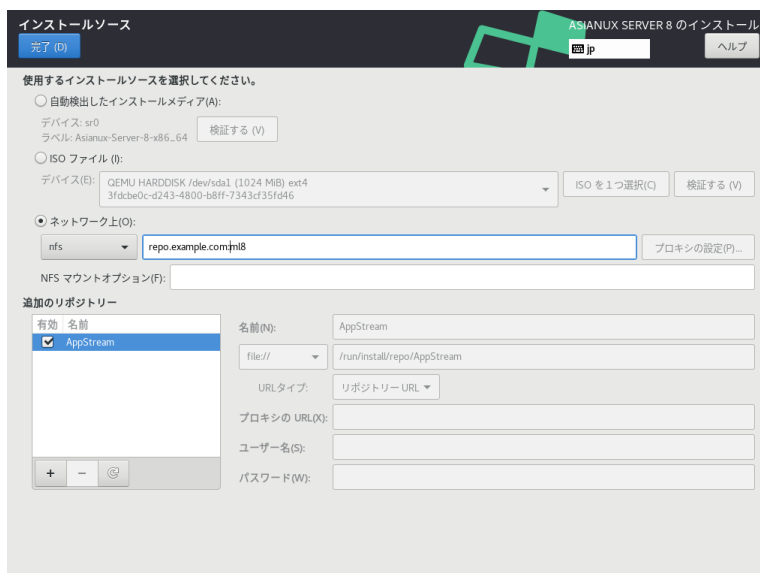 インストールソース
ASIANUX SERVER 8 のインストール
完了 (D)
jp
ヘルプ
使用するインストールソースを選択してください。
自動検出したインストールメディア(A):
デバイス: sr0
ラベル: Asianux-Server-8-x86_64
検証する (V)
ISO ファイル (I):
デバイス(E):
QEMU HARDDISK /dev/sda1 (1024 MiB) ext4
3fdcbe0c-d243-4800-b8ff-7343cf35fd46
ISO を１つ選択(C)
検証する (V)
ネットワーク上(O):
nfs
repo.example.com:ml8
プロキシの設定(P)...
NFS マウントオプション(F):
追加のリポジトリー
有効 名前
AppStream
名前(N):
AppStream
file://
/run/install/repo/AppStream
URLタイプ:
リポジトリー URL
プロキシの URL(X):
ユーザー名(S):
パスワード(W):